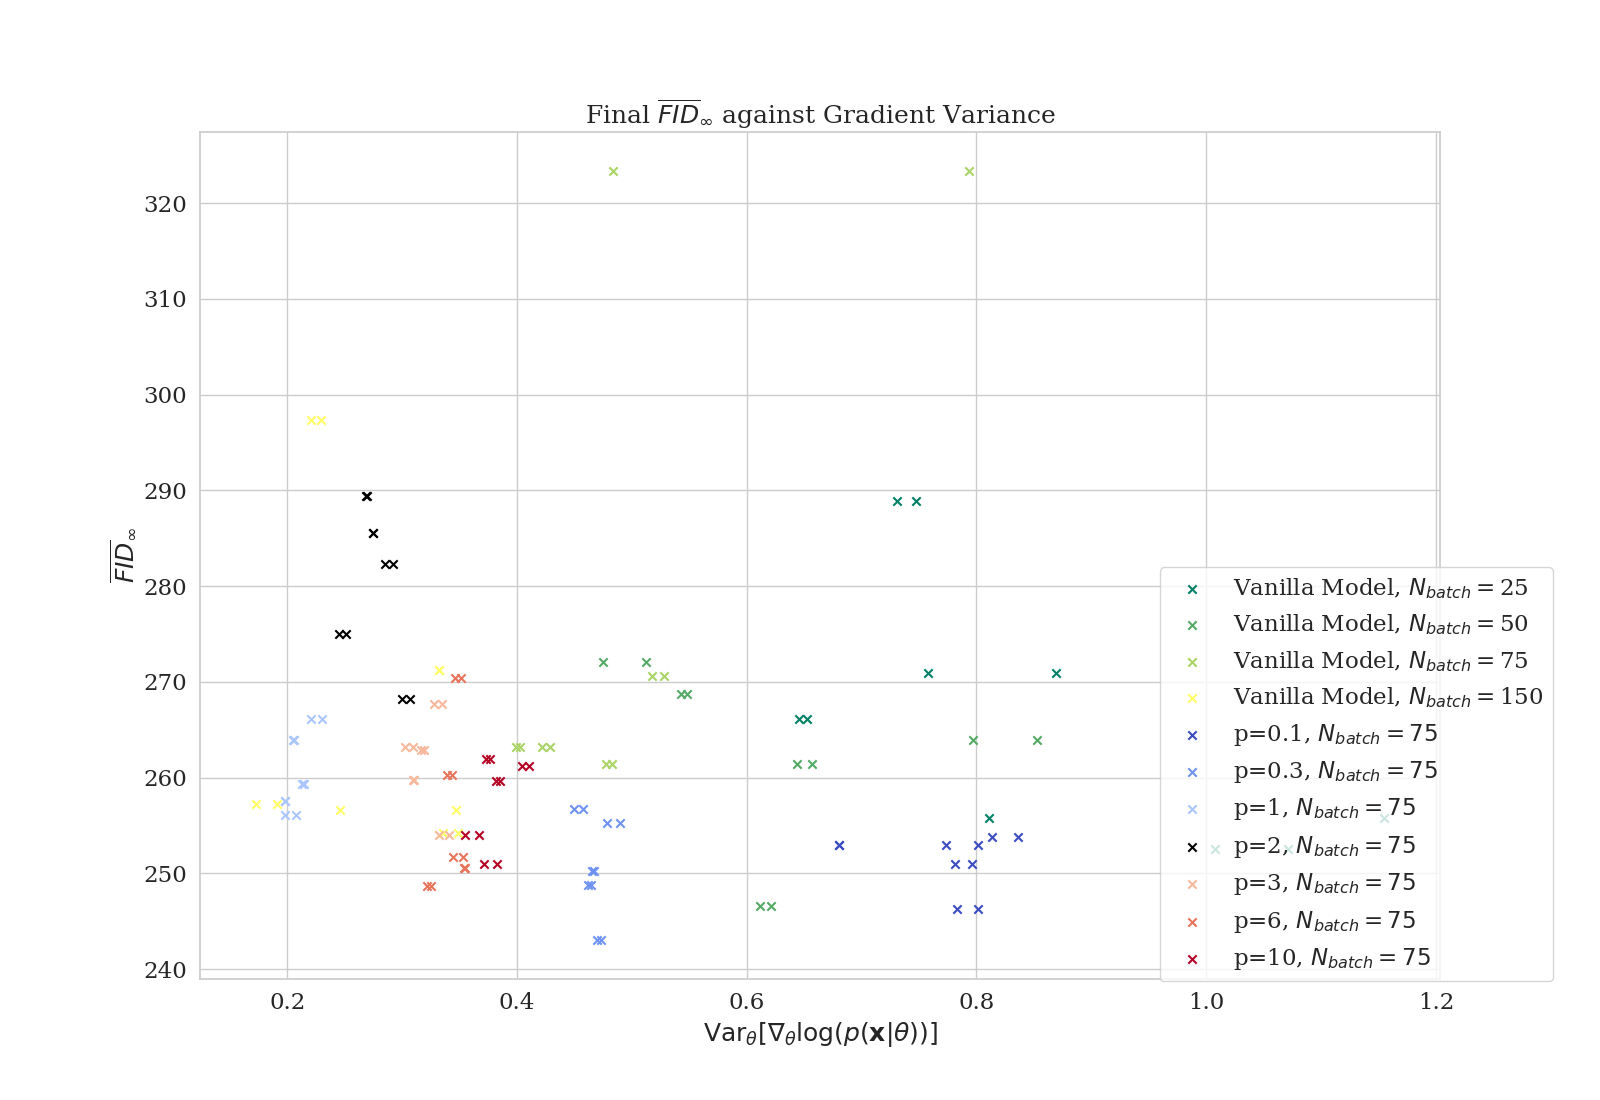 Final $\overline{FID}_\infty$ against Gradient Variance
320
310
300
290
280
270
260
250
240
$\overline{FID}_\infty$
0.2 0.4 0.6 0.8 1.0 1.2
Var$_\theta$[∇$_\theta$log($p$(**x**|θ))]
Vanilla Model, $N_{batch}$ = 25
Vanilla Model, $N_{batch}$ = 50
Vanilla Model, $N_{batch}$ = 75
Vanilla Model, $N_{batch}$ = 150
p=0.1, $N_{batch}$ = 75
p=0.3, $N_{batch}$ = 75
p=1, $N_{batch}$ = 75
p=2, $N_{batch}$ = 75
p=3, $N_{batch}$ = 75
p=6, $N_{batch}$ = 75
p=10, $N_{batch}$ = 75